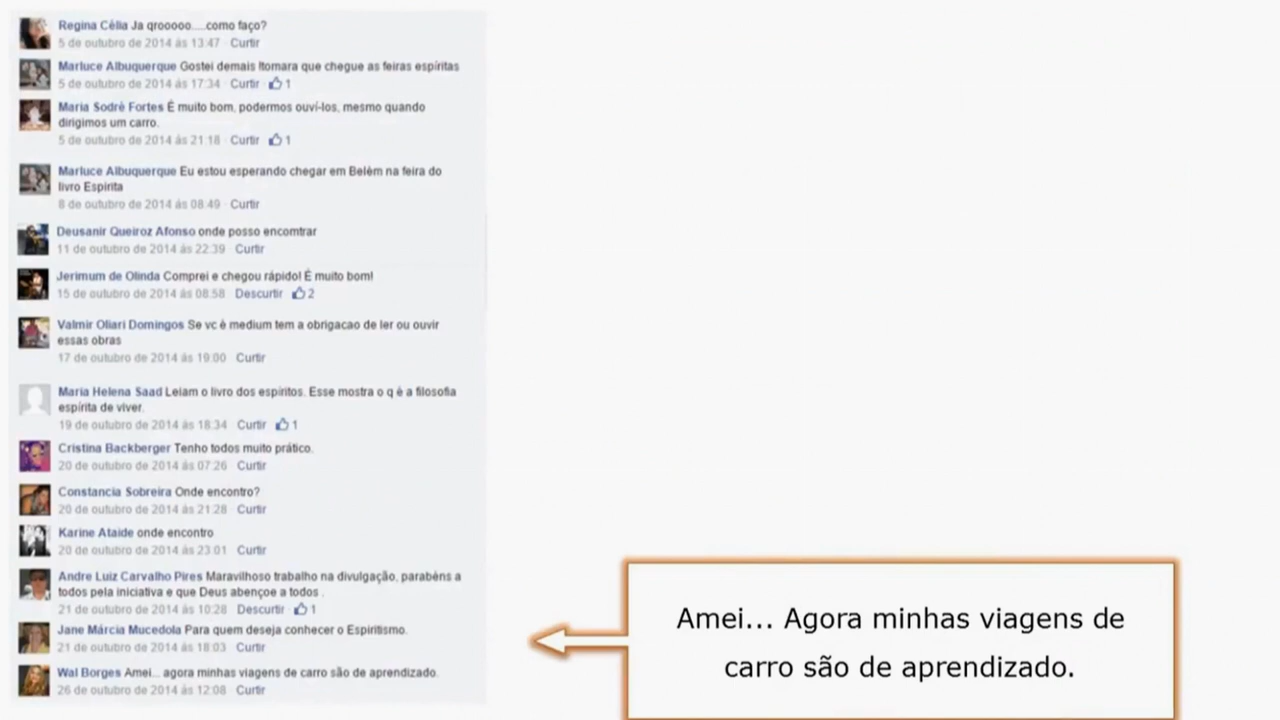 Regina Célia Ja qrooooo....como faço?
5 de outubro de 2014 às 13:47 · Curtir
Marluce Albuquerque Gostei demais !tomara que chegue as feiras espíritas
5 de outubro de 2014 às 17:34 · Curtir · 1
Maria Sodré Fortes É muito bom, podermos ouví-los, mesmo quando
dirigimos um carro.
5 de outubro de 2014 às 21:18 · Curtir · 1
Marluce Albuquerque Eu estou esperando chegar em Belém na feira do
livro Espirita
8 de outubro de 2014 às 08:49 · Curtir
Deusanir Queiroz Afonso onde posso encomtrar
11 de outubro de 2014 às 22:39 · Curtir
Jerimum de Olinda Comprei e chegou rápido! É muito bom!
15 de outubro de 2014 às 08:58 · Descurtir · 2
Valmir Oliari Domingos Se vc é medium tem a obrigacao de ler ou ouvir
essas obras
17 de outubro de 2014 às 19:00 · Curtir
Maria Helena Saad Leiam o livro dos espíritos. Esse mostra o q é a filosofia
espírita de viver.
19 de outubro de 2014 às 18:34 · Curtir · 1
Cristina Backberger Tenho todos muito prático.
20 de outubro de 2014 às 07:26 · Curtir
Constancia Sobreira Onde encontro?
20 de outubro de 2014 às 21:28 · Curtir
Karine Ataide onde encontro
20 de outubro de 2014 às 23:01 · Curtir
Andre Luiz Carvalho Pires Maravilhoso trabalho na divulgação, parabéns a
todos pela iniciativa e que Deus abençoe a todos .
21 de outubro de 2014 às 10:28 · Descurtir · 1
Jane Márcia Mucedola Para quem deseja conhecer o Espiritismo.
21 de outubro de 2014 às 18:03 · Curtir
Wal Borges Amei... agora minhas viagens de carro são de aprendizado.
26 de outubro de 2014 às 12:08 · Curtir
Amei... Agora minhas viagens de
carro são de aprendizado.